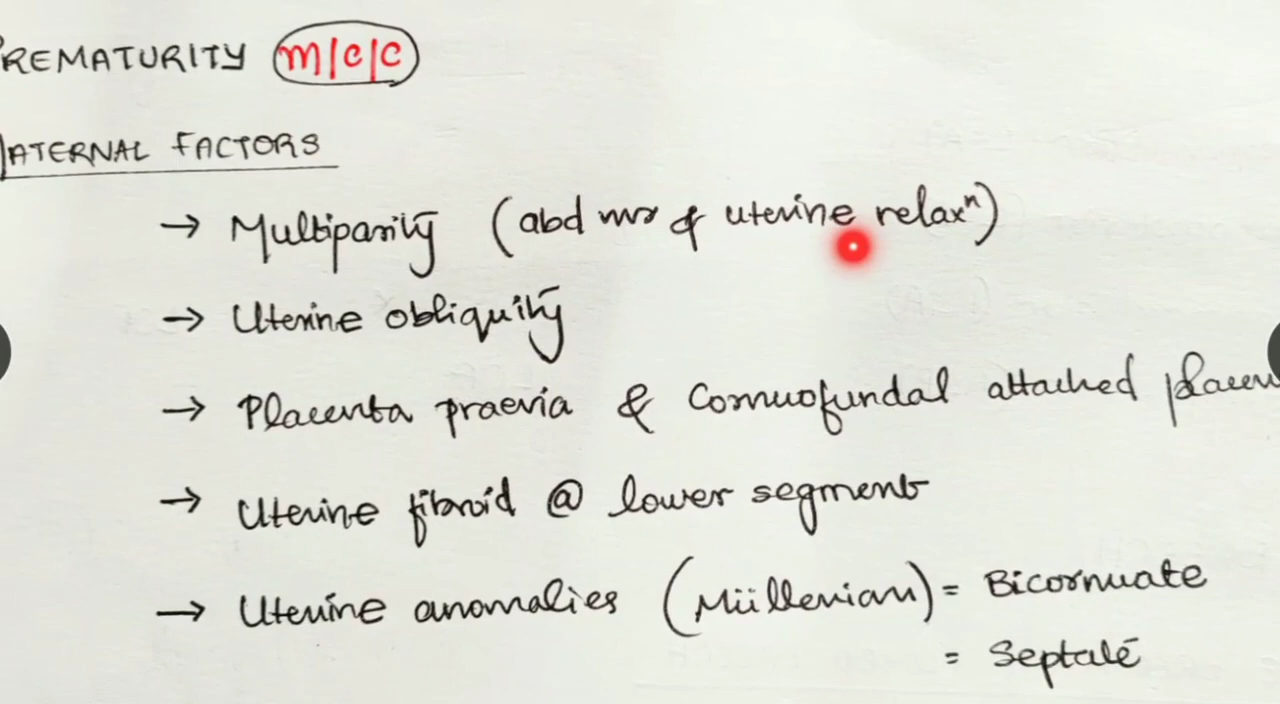 REMATURITY m/c/c
ATERNAL FACTORS
→ Multiparity (abd ms & uterine relaxⁿ)
→ Uterine obliquity
→ Placenta praevia & Cornuofundal attached placen
→ Uterine fibroid @ lower segment
→ Uterine anomalies (Müllerian) = Bicornuate
= Septate